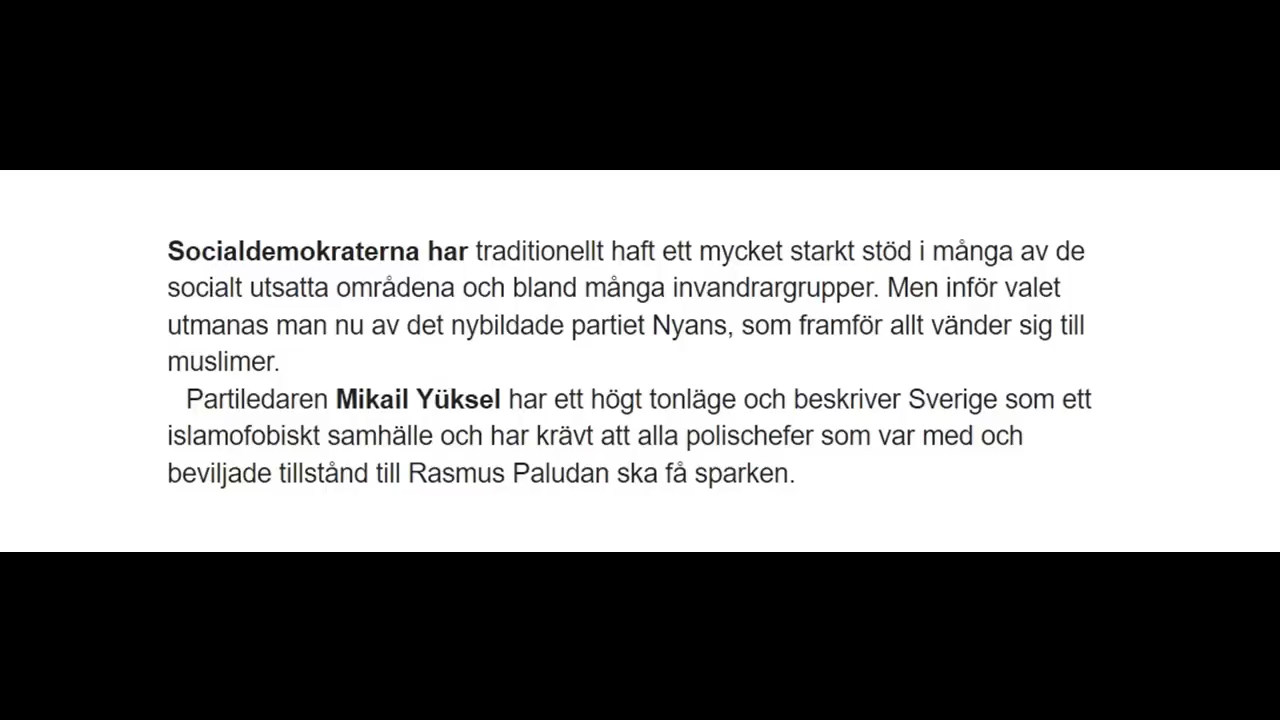 Socialdemokraterna har traditionellt haft ett mycket starkt stöd i många av de
socialt utsatta områdena och bland många invandrargrupper. Men inför valet
utmanas man nu av det nybildade partiet Nyans, som framför allt vänder sig till
muslimer.
Partiledaren Mikail Yüksel har ett högt tonläge och beskriver Sverige som ett
islamofobiskt samhälle och har krävt att alla polischefer som var med och
beviljade tillstånd till Rasmus Paludan ska få sparken.